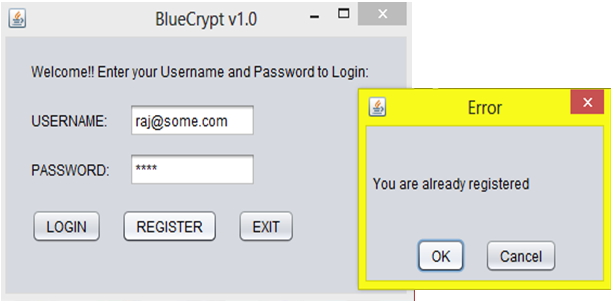 BlueCrypt v1.0
Welcome!! Enter your Username and Password to Login:
USERNAME: raj@some.com
PASSWORD: ****
LOGIN REGISTER EXIT
Error
You are already registered
OK Cancel